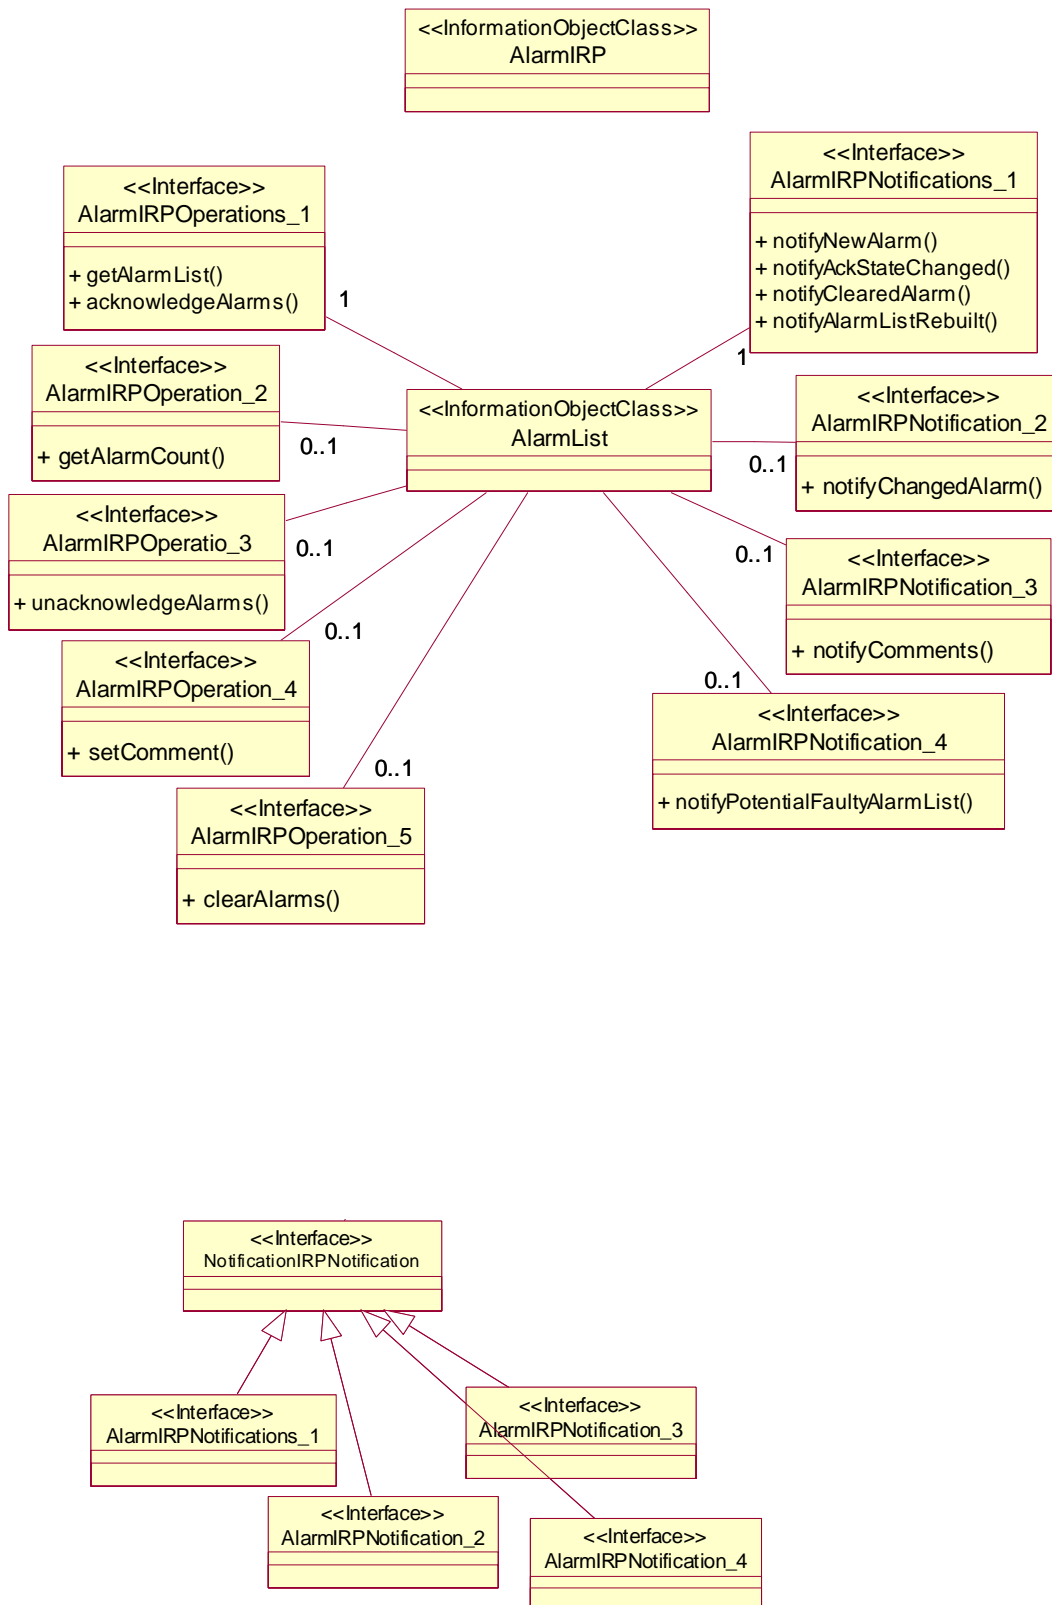 <<InformationObjectClass>>
AlarmIRP
<<Interface>>
AlarmIRPOperations_1
+ getAlarmList()
+ acknowledgeAlarms()
1
<<Interface>>
AlarmIRPNotifications_1
+ notifyNewAlarm()
+ notifyAckStateChanged()
+ notifyClearedAlarm()
+ notifyAlarmListRebuilt()
1
<<Interface>>
AlarmIRPOperation_2
+ getAlarmCount()
0..1
<<InformationObjectClass>>
AlarmList
<<Interface>>
AlarmIRPNotification_2
+ notifyChangedAlarm()
0..1
<<Interface>>
AlarmIRPOperatio_3
+ unacknowledgeAlarms()
0..1
<<Interface>>
AlarmIRPNotification_3
+ notifyComments()
0..1
<<Interface>>
AlarmIRPOperation_4
+ setComment()
0..1
<<Interface>>
AlarmIRPNotification_4
+ notifyPotentialFaultyAlarmList()
0..1
<<Interface>>
AlarmIRPOperation_5
+ clearAlarms()
0..1
<<Interface>>
NotificationIRPNotification
<<Interface>>
AlarmIRPNotifications_1
<<Interface>>
AlarmIRPNotification_3
<<Interface>>
AlarmIRPNotification_2
<<Interface>>
AlarmIRPNotification_4